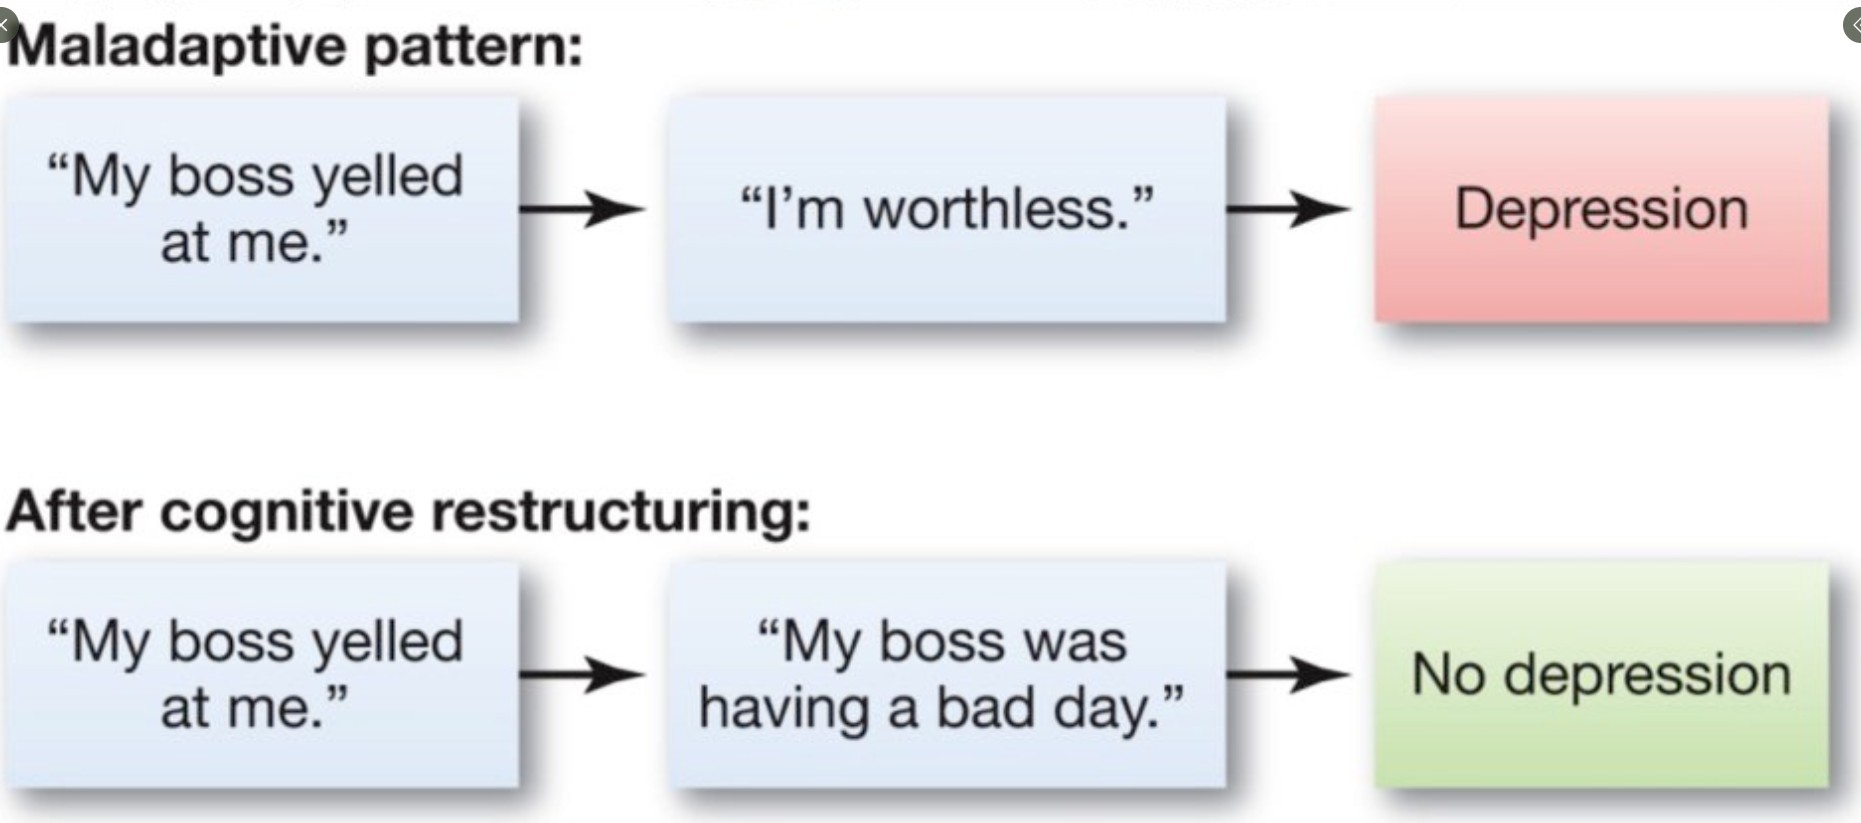 Maladaptive pattern:
“My boss yelled
at me.”
“I’m worthless.”
Depression
After cognitive restructuring:
“My boss yelled
at me.”
“My boss was
having a bad day.”
No depression